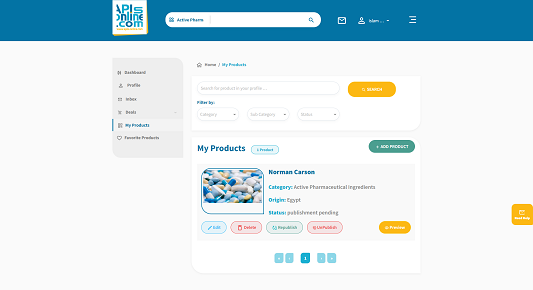 APIs
ONLINE
.COM
Active Pharm
Islam ...
Dashboard
Profile
Inbox
Deals
My Products
Favorite Products
Home / My Products
Search for product in your profile ...
SEARCH
Filter by:
Category
Sub Category
Status
My Products
1 Product
+ ADD PRODUCT
Norman Carson
Category: Active Pharmaceutical Ingredients
Origin: Egypt
Status: publishment pending
Edit
Delete
Republish
UnPublish
Preview
1